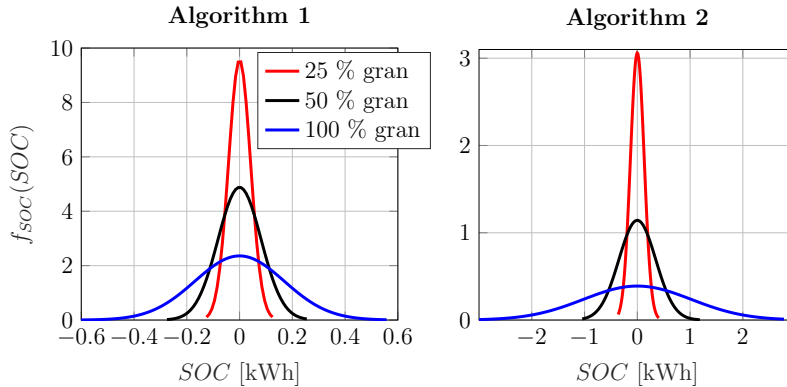 Algorithm 1
Algorithm 2
f_SOC(SOC)
10
8
6
4
2
0
−0.6 −0.4 −0.2 0 0.2 0.4 0.6
SOC [kWh]
25 % gran
50 % gran
100 % gran
3
2
1
0
−2 −1 0 1 2
SOC [kWh]